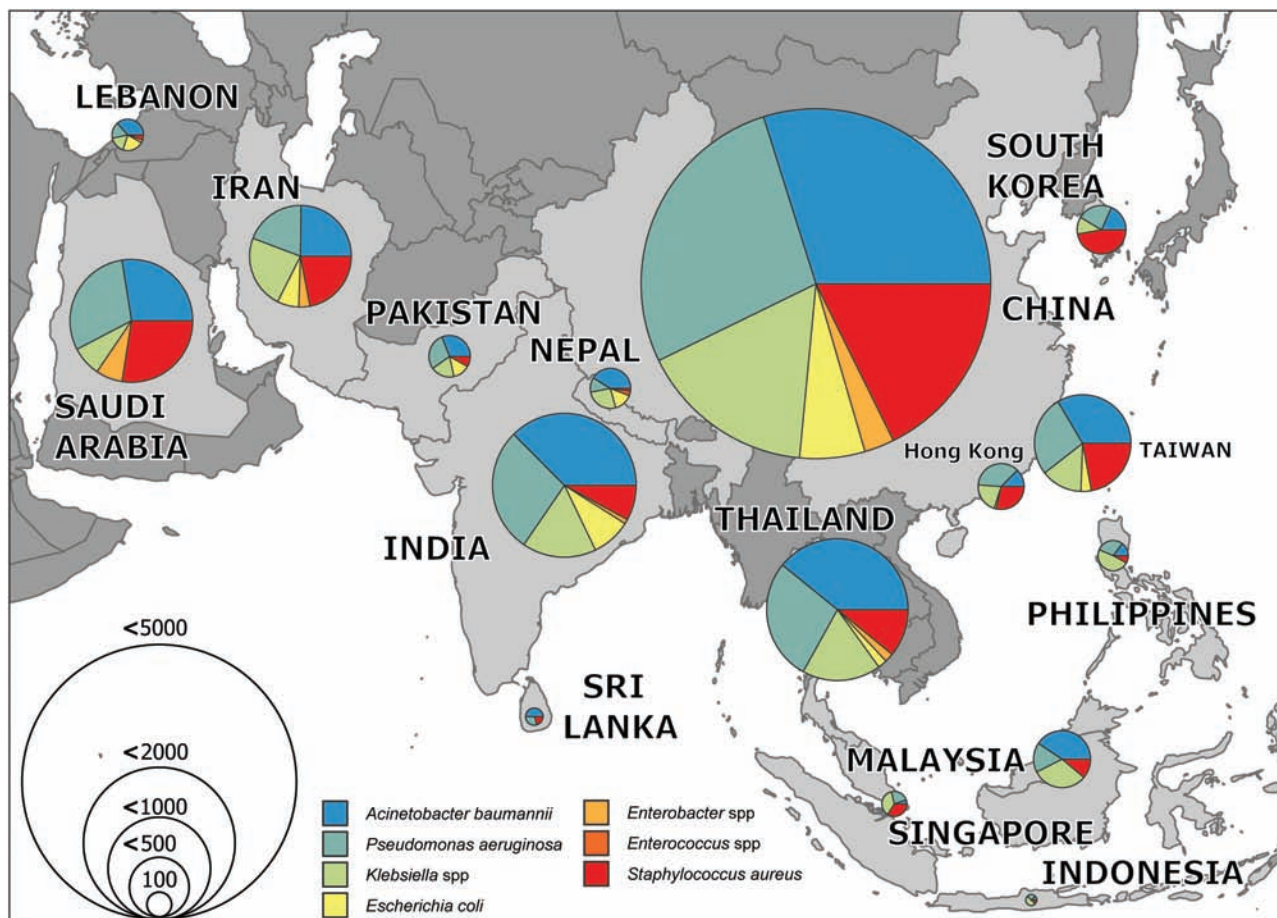 LEBANON
IRAN
SAUDI
ARABIA
PAKISTAN
NEPAL
INDIA
SRI
LANKA
CHINA
SOUTH
KOREA
Hong Kong
TAIWAN
THAILAND
PHILIPPINES
MALAYSIA
SINGAPORE
INDONESIA
<5000
<2000
<1000
<500
100
Acinetobacter baumannii
Pseudomonas aeruginosa
Klebsiella spp
Escherichia coli
Enterobacter spp
Enterococcus spp
Staphylococcus aureus